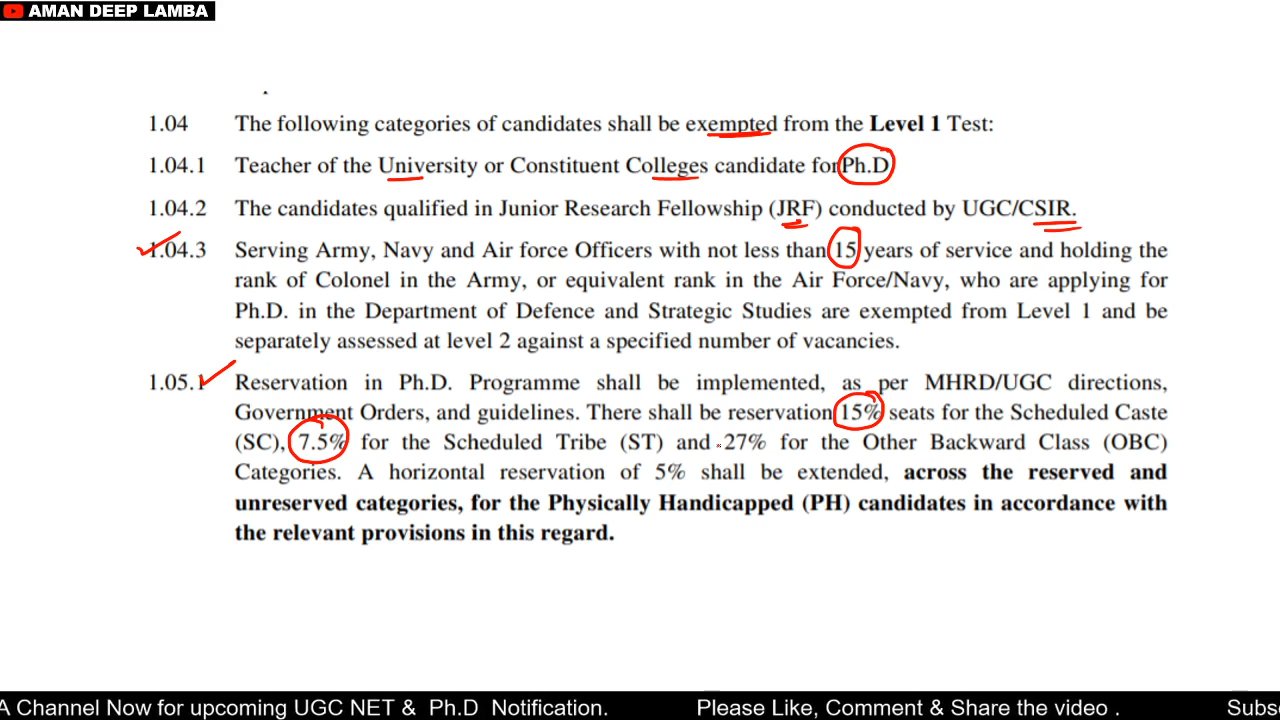 AMAN DEEP LAMBA
1.04 The following categories of candidates shall be exempted from the Level 1 Test:
1.04.1 Teacher of the University or Constituent Colleges candidate for Ph.D
1.04.2 The candidates qualified in Junior Research Fellowship (JRF) conducted by UGC/CSIR.
1.04.3 Serving Army, Navy and Air force Officers with not less than 15 years of service and holding the
rank of Colonel in the Army, or equivalent rank in the Air Force/Navy, who are applying for
Ph.D. in the Department of Defence and Strategic Studies are exempted from Level 1 and be
separately assessed at level 2 against a specified number of vacancies.
1.05.1 Reservation in Ph.D. Programme shall be implemented, as per MHRD/UGC directions,
Government Orders, and guidelines. There shall be reservation 15% seats for the Scheduled Caste
(SC), 7.5% for the Scheduled Tribe (ST) and 27% for the Other Backward Class (OBC)
Categories. A horizontal reservation of 5% shall be extended, across the reserved and
unreserved categories, for the Physically Handicapped (PH) candidates in accordance with
the relevant provisions in this regard.
A Channel Now for upcoming UGC NET & Ph.D Notification. Please Like, Comment & Share the video . Subs